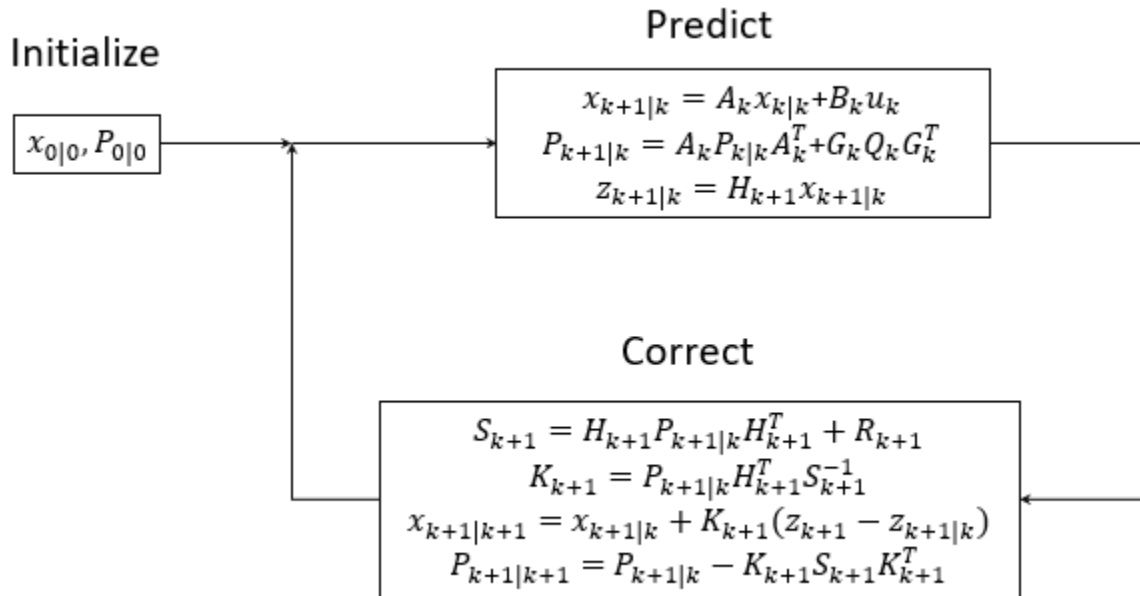 Initialize
x_{0|0}, P_{0|0}
Predict
x_{k+1|k} = A_k x_{k|k}+B_k u_k
P_{k+1|k} = A_k P_{k|k} A_k^T+G_k Q_k G_k^T
z_{k+1|k} = H_{k+1} x_{k+1|k}
Correct
S_{k+1} = H_{k+1} P_{k+1|k} H_{k+1}^T + R_{k+1}
K_{k+1} = P_{k+1|k} H_{k+1}^T S_{k+1}^{-1}
x_{k+1|k+1} = x_{k+1|k} + K_{k+1}(z_{k+1} − z_{k+1|k})
P_{k+1|k+1} = P_{k+1|k} − K_{k+1} S_{k+1} K_{k+1}^T